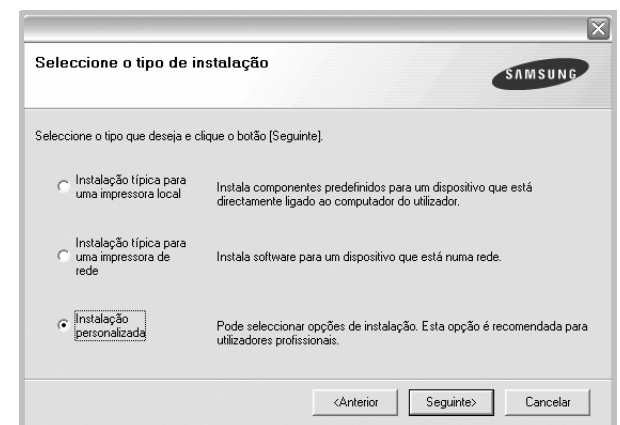 Seleccione o tipo de instalação
SAMSUNG
Seleccione o tipo que deseja e clique o botão [Seguinte].
Instalação típica para
uma impressora local
Instala componentes predefinidos para um dispositivo que está
directamente ligado ao computador do utilizador.
Instalação típica para
uma impressora de
rede
Instala software para um dispositivo que está numa rede.
Instalação
personalizada
Pode seleccionar opções de instalação. Esta opção é recomendada para
utilizadores profissionais.
<Anterior
Seguinte>
Cancelar